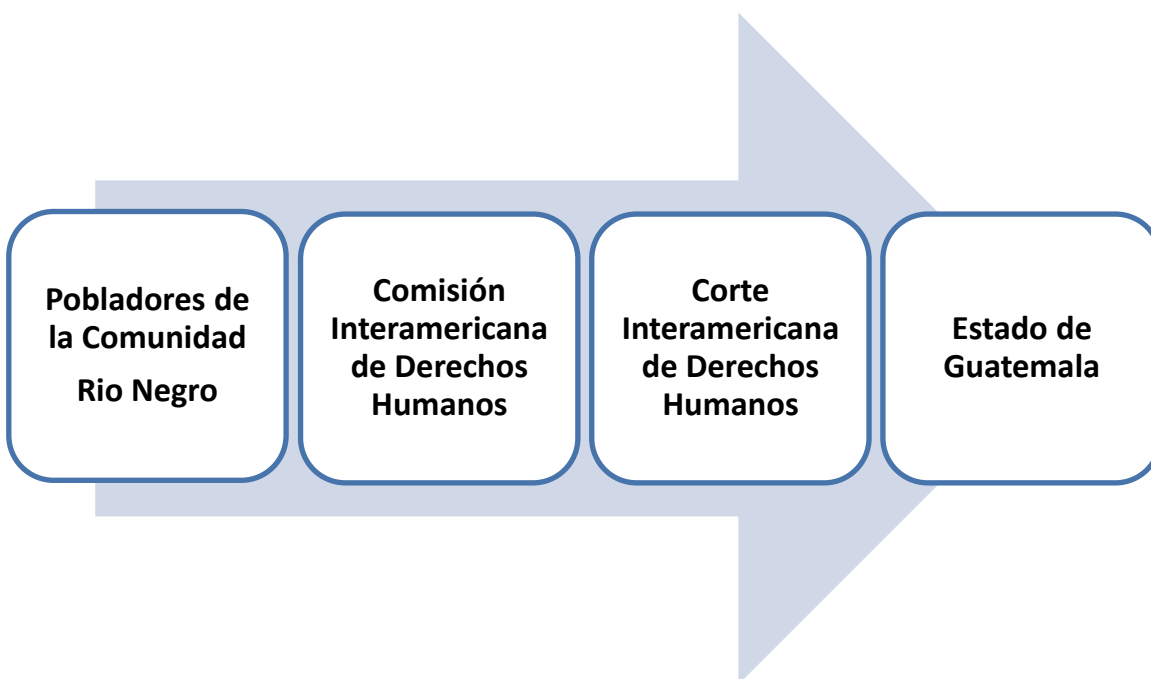 Pobladores de
la Comunidad
Rio Negro
Comisión
Interamericana
de Derechos
Humanos
Corte
Interamericana
de Derechos
Humanos
Estado de
Guatemala